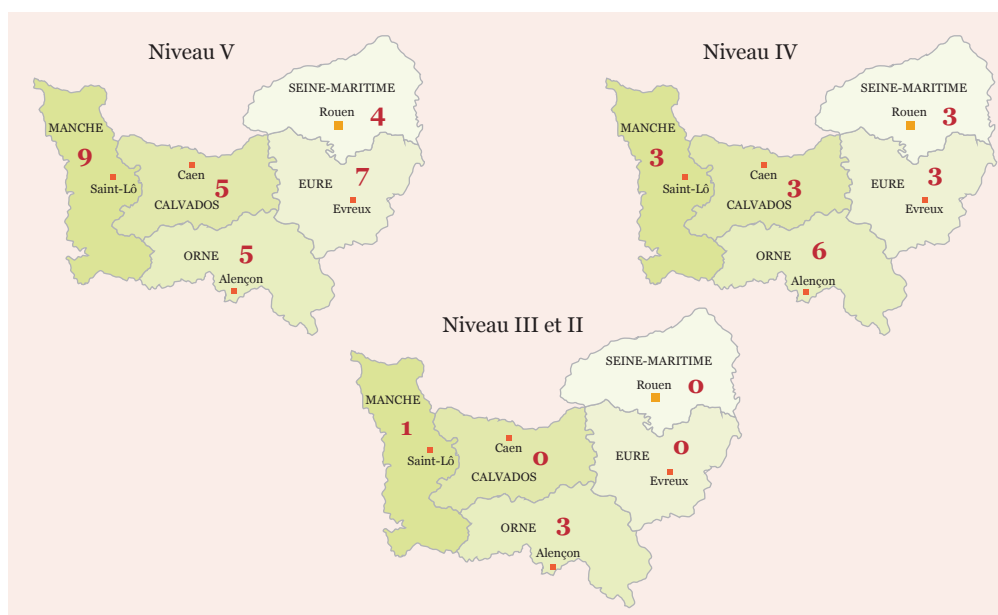 Niveau V
SEINE-MARITIME
Rouen
4
MANCHE
9
Saint-Lô
Caen
5
CALVADOS
EURE
7
Evreux
ORNE
5
Alençon
Niveau IV
SEINE-MARITIME
Rouen
3
MANCHE
3
Saint-Lô
Caen
3
CALVADOS
EURE
3
Evreux
ORNE
6
Alençon
Niveau III et II
SEINE-MARITIME
Rouen
0
MANCHE
1
Saint-Lô
Caen
0
CALVADOS
EURE
0
Evreux
ORNE
3
Alençon